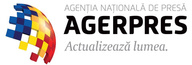 AGENȚIA NAȚIONALĂ DE PRESĂ
AGERPRES
Actualizează lumea.